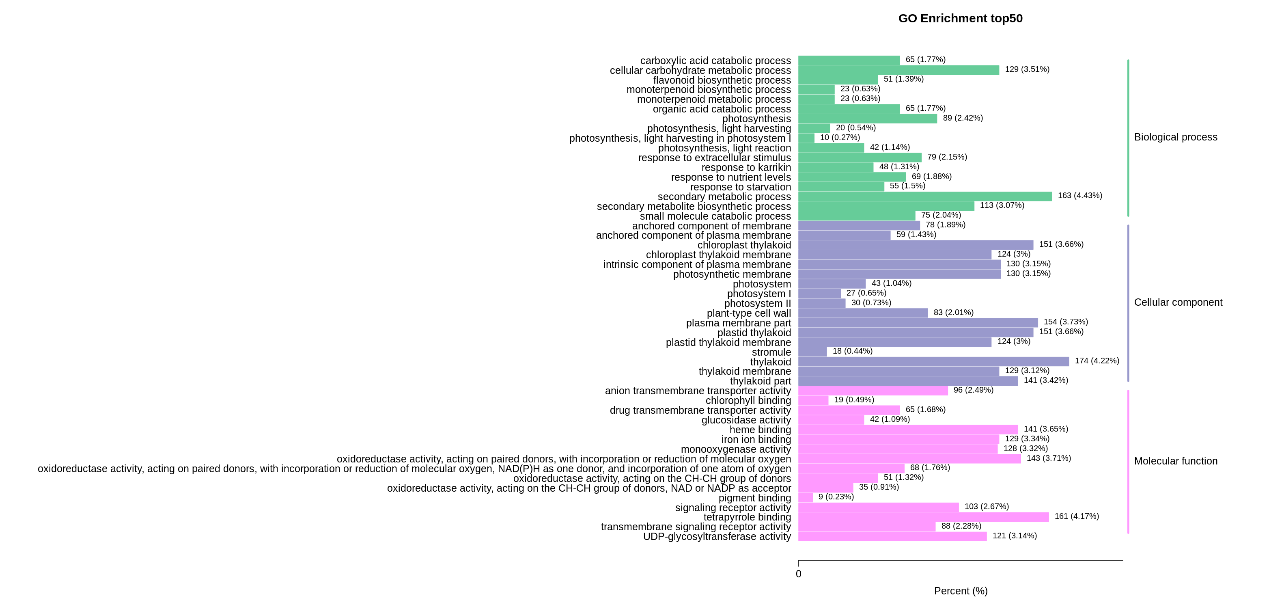 GO Enrichment top50
carboxylic acid catabolic process 65 (1.77%)
cellular carbohydrate metabolic process 129 (3.51%)
flavonoid biosynthetic process 51 (1.39%)
monoterpenoid biosynthetic process 23 (0.63%)
monoterpenoid metabolic process 23 (0.63%)
organic acid catabolic process 65 (1.77%)
photosynthesis 89 (2.42%)
photosynthesis, light harvesting 20 (0.54%)
photosynthesis, light harvesting in photosystem I 10 (0.27%)
photosynthesis, light reaction 42 (1.14%)
response to extracellular stimulus 79 (2.15%)
response to karrikin 48 (1.31%)
response to nutrient levels 69 (1.88%)
response to starvation 55 (1.5%)
secondary metabolic process 163 (4.43%)
secondary metabolite biosynthetic process 113 (3.07%)
small molecule catabolic process 75 (2.04%)
Biological process
anchored component of membrane 78 (1.89%)
anchored component of plasma membrane 59 (1.43%)
chloroplast thylakoid 151 (3.66%)
chloroplast thylakoid membrane 124 (3%)
intrinsic component of plasma membrane 130 (3.15%)
photosynthetic membrane 130 (3.15%)
photosystem 43 (1.04%)
photosystem I 27 (0.65%)
photosystem II 30 (0.73%)
plant-type cell wall 83 (2.01%)
plasma membrane part 154 (3.73%)
plastid thylakoid 151 (3.66%)
plastid thylakoid membrane 124 (3%)
stromule 18 (0.44%)
thylakoid 174 (4.22%)
thylakoid membrane 129 (3.12%)
thylakoid part 141 (3.42%)
Cellular component
anion transmembrane transporter activity 96 (2.49%)
chlorophyll binding 19 (0.49%)
drug transmembrane transporter activity 65 (1.68%)
glucosidase activity 42 (1.09%)
heme binding 141 (3.65%)
iron ion binding 129 (3.34%)
monooxygenase activity 128 (3.32%)
oxidoreductase activity, acting on paired donors, with incorporation or reduction of molecular oxygen 143 (3.71%)
oxidoreductase activity, acting on paired donors, with incorporation or reduction of molecular oxygen, NAD(P)H as one donor, and incorporation of one atom of oxygen 68 (1.76%)
oxidoreductase activity, acting on the CH-CH group of donors 51 (1.32%)
oxidoreductase activity, acting on the CH-CH group of donors, NAD or NADP as acceptor 35 (0.91%)
pigment binding 9 (0.23%)
signaling receptor activity 103 (2.67%)
tetrapyrrole binding 161 (4.17%)
transmembrane signaling receptor activity 88 (2.28%)
UDP-glycosyltransferase activity 121 (3.14%)
Molecular function
0
Percent (%)